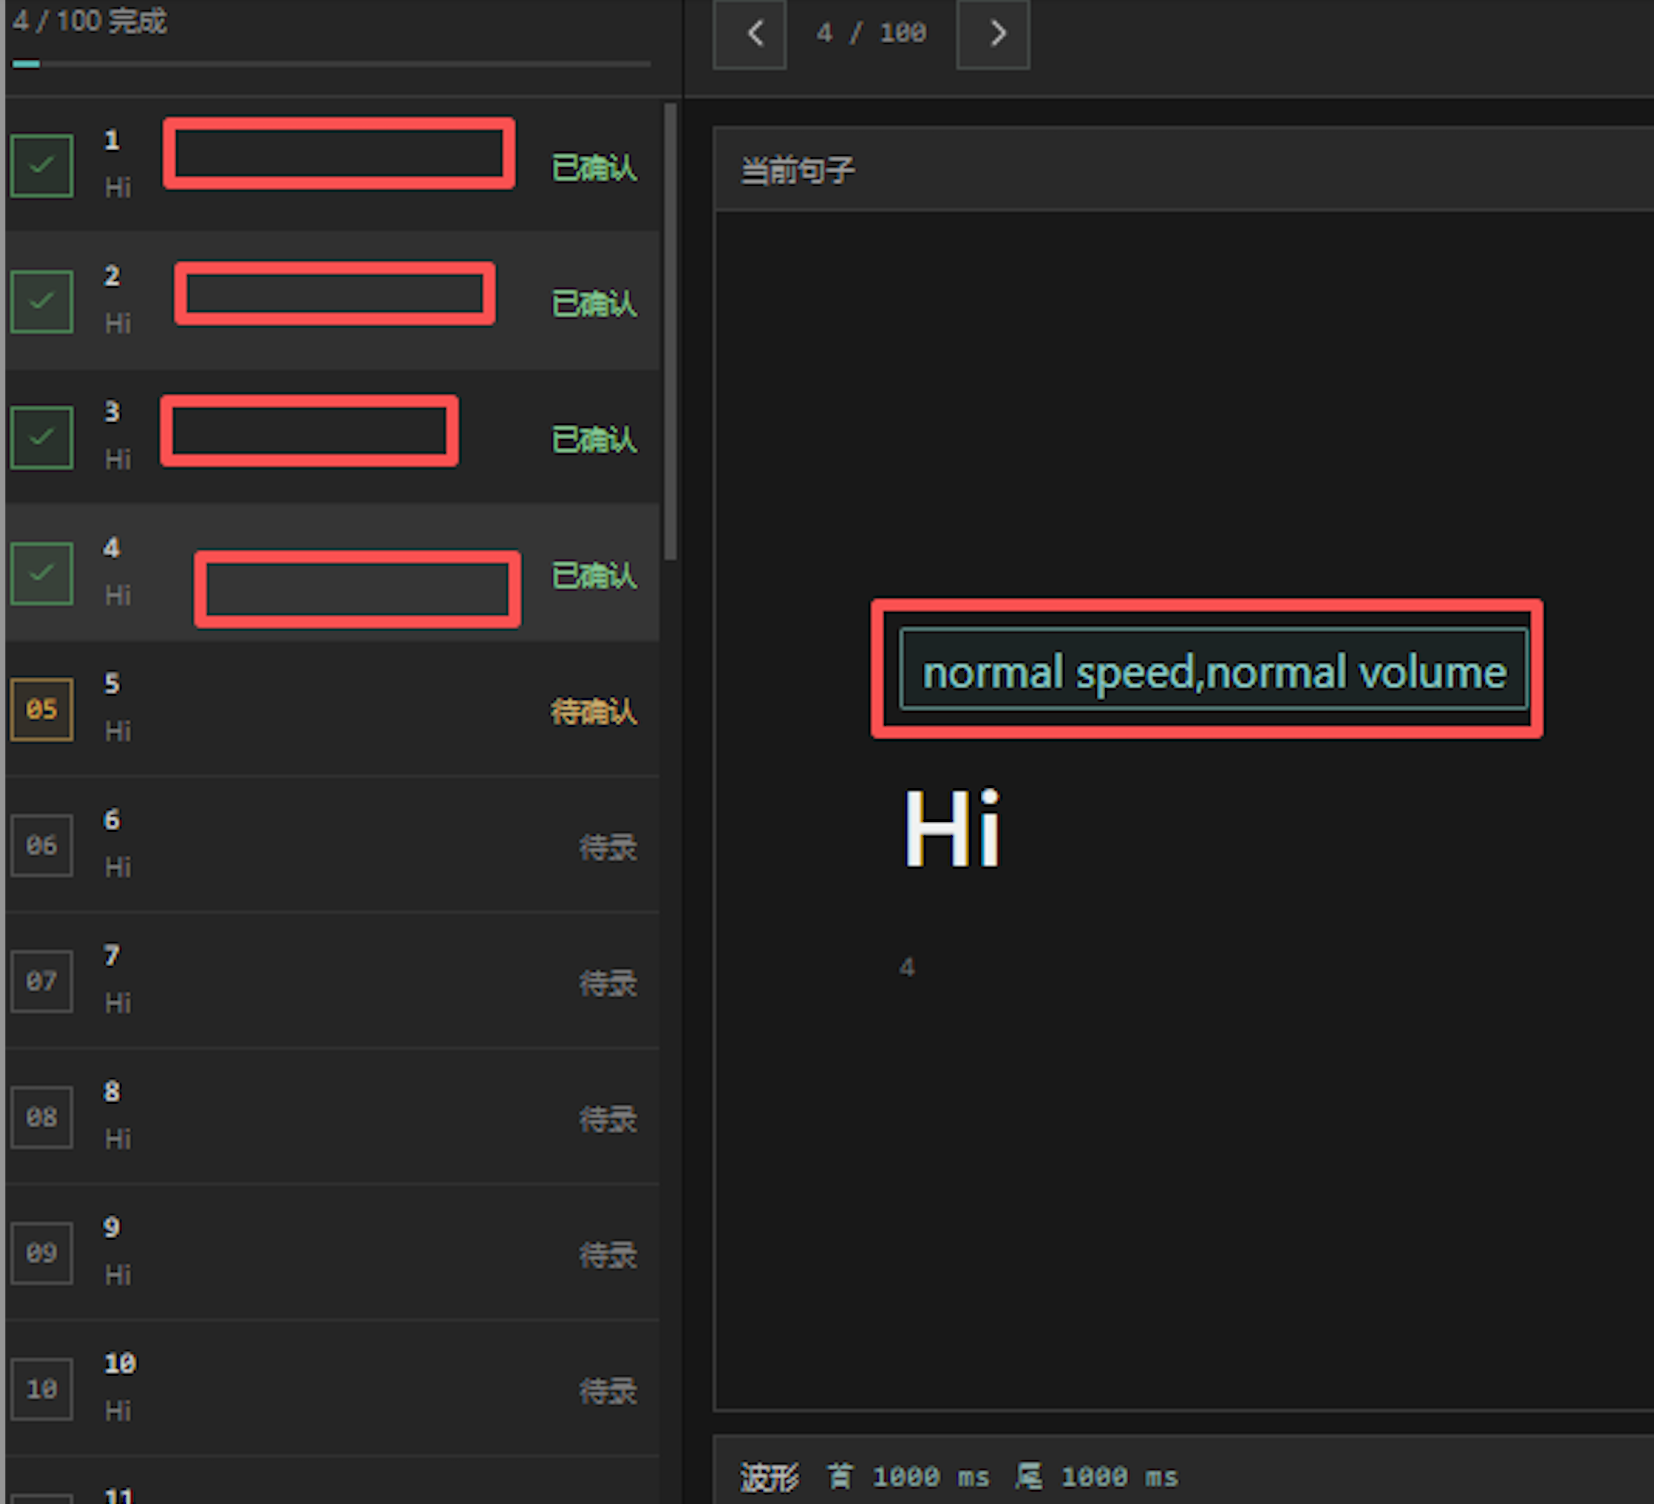 4 / 100 完成
1
Hi
已确认
2
Hi
已确认
3
Hi
已确认
4
Hi
已确认
05
5
Hi
待确认
06
6
Hi
待录
07
7
Hi
待录
08
8
Hi
待录
09
9
Hi
待录
10
10
Hi
待录
11
4 / 100
当前句子
normal speed,normal volume
Hi
4
波形 首 1000 ms 尾 1000 ms